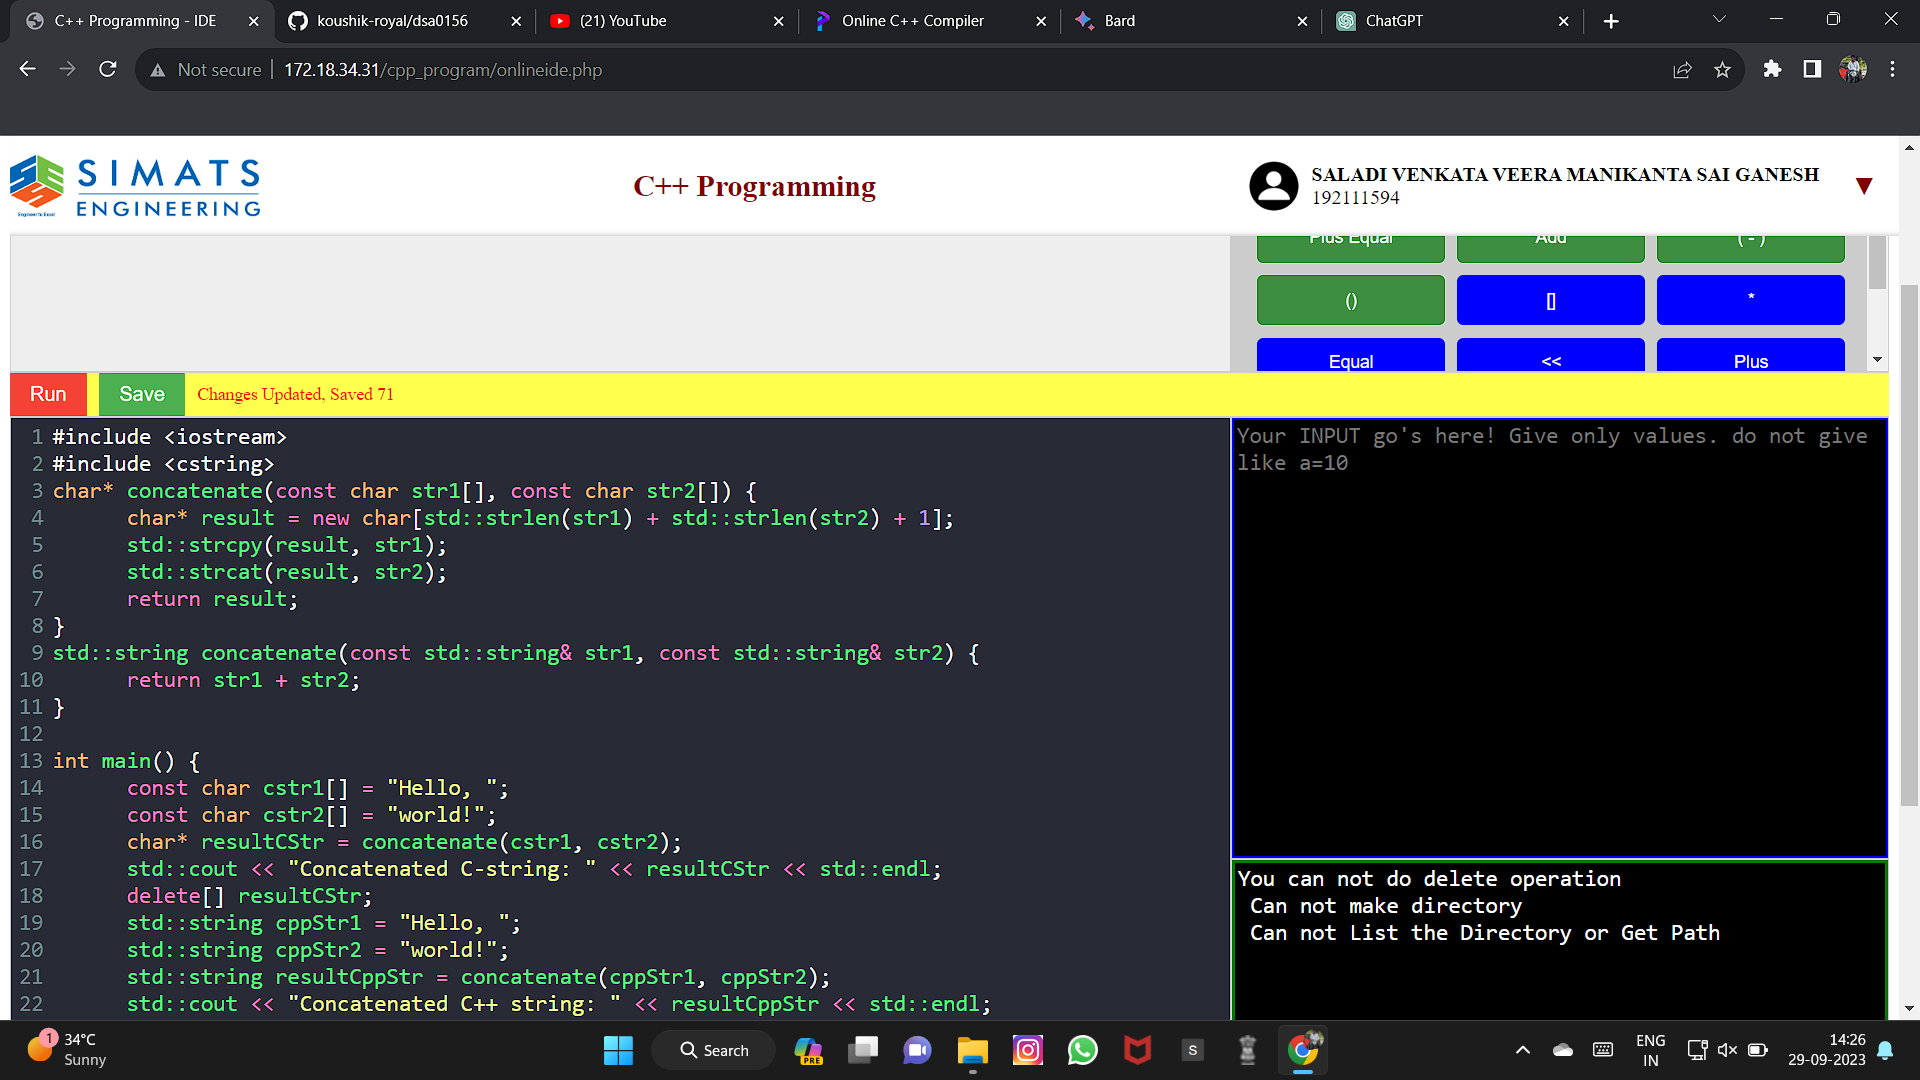 C++ Programming - IDE
koushik-royal/dsa0156
(21) YouTube
Online C++ Compiler
Bard
ChatGPT
Not secure
172.18.34.31/cpp_program/onlineide.php
SIMATS
ENGINEERING
Engineer to Excel
C++ Programming
SALADI VENKATA VEERA MANIKANTA SAI GANESH
192111594
Plus Equal
Add
( - )
()
[]
*
Equal
<<
Plus
Run
Save
Changes Updated, Saved 71
1 #include <iostream>
2 #include <cstring>
3 char* concatenate(const char str1[], const char str2[]) {
4 char* result = new char[std::strlen(str1) + std::strlen(str2) + 1];
5 std::strcpy(result, str1);
6 std::strcat(result, str2);
7 return result;
8 }
9 std::string concatenate(const std::string& str1, const std::string& str2) {
10 return str1 + str2;
11 }
12
13 int main() {
14 const char cstr1[] = "Hello, ";
15 const char cstr2[] = "world!";
16 char* resultCStr = concatenate(cstr1, cstr2);
17 std::cout << "Concatenated C-string: " << resultCStr << std::endl;
18 delete[] resultCStr;
19 std::string cppStr1 = "Hello, ";
20 std::string cppStr2 = "world!";
21 std::string resultCppStr = concatenate(cppStr1, cppStr2);
22 std::cout << "Concatenated C++ string: " << resultCppStr << std::endl;
Your INPUT go's here! Give only values. do not give
like a=10
You can not do delete operation
Can not make directory
Can not List the Directory or Get Path
1
34°C
Sunny
Search
PRE
S
ENG
IN
14:26
29-09-2023